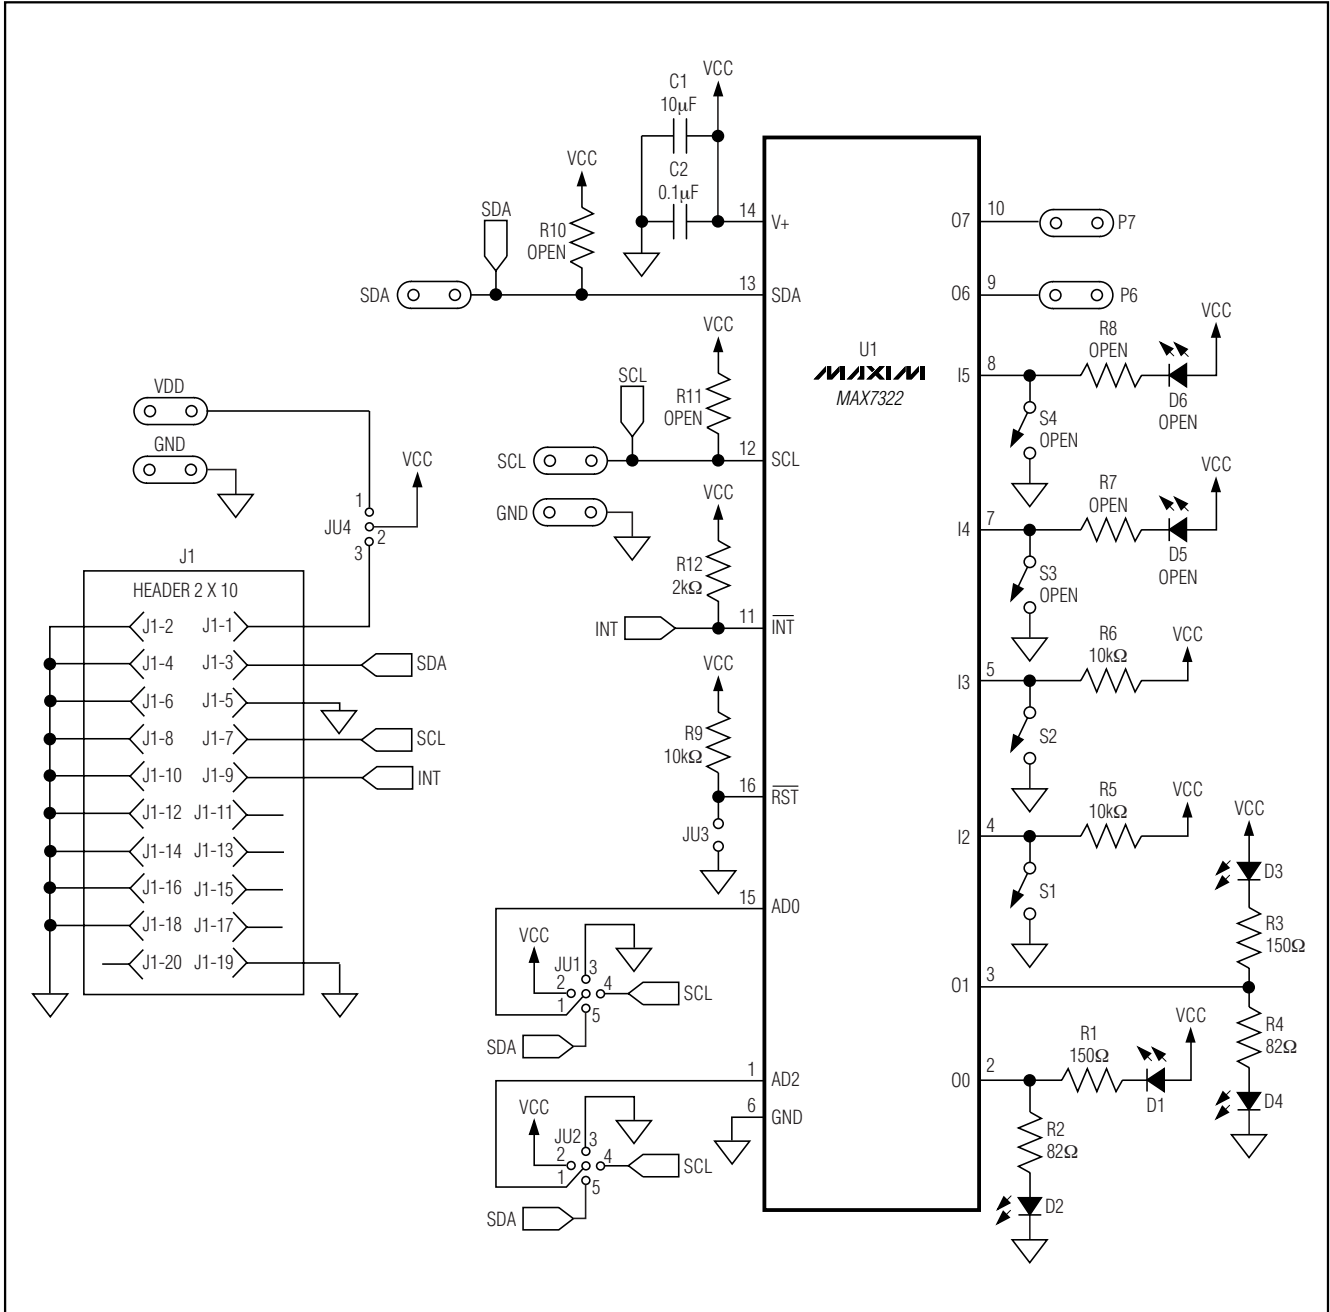 C1
10μF
VCC
C2
0.1μF
VCC
SDA
R10
OPEN
14
V+
SDA
13
SDA
VCC
SCL
R11
OPEN
SCL
12
SCL
VCC
GND
R12
2kΩ
INT
11
INT
VCC
R9
10kΩ
16
RST
JU3
15
AD0
VCC
JU1
3
2
4
1
5
SCL
SDA
1
AD2
VCC
JU2
3
2
4
1
5
SCL
SDA
6
GND
VDD
GND
VCC
1
JU4
2
3
J1
HEADER 2 X 10
J1-2 J1-1
J1-4 J1-3 SDA
J1-6 J1-5
J1-8 J1-7 SCL
J1-10 J1-9 INT
J1-12 J1-11
J1-14 J1-13
J1-16 J1-15
J1-18 J1-17
J1-20 J1-19
U1
MAXIM
MAX7322
O7
10
P7
O6
9
P6
I5
8
R8
OPEN
VCC
D6
OPEN
S4
OPEN
I4
7
R7
OPEN
VCC
D5
OPEN
S3
OPEN
I3
5
R6
10kΩ
VCC
S2
I2
4
R5
10kΩ
VCC
S1
VCC
D3
R3
150Ω
O1
3
R4
82Ω
D4
O0
2
R1
150Ω
VCC
D1
R2
82Ω
D2